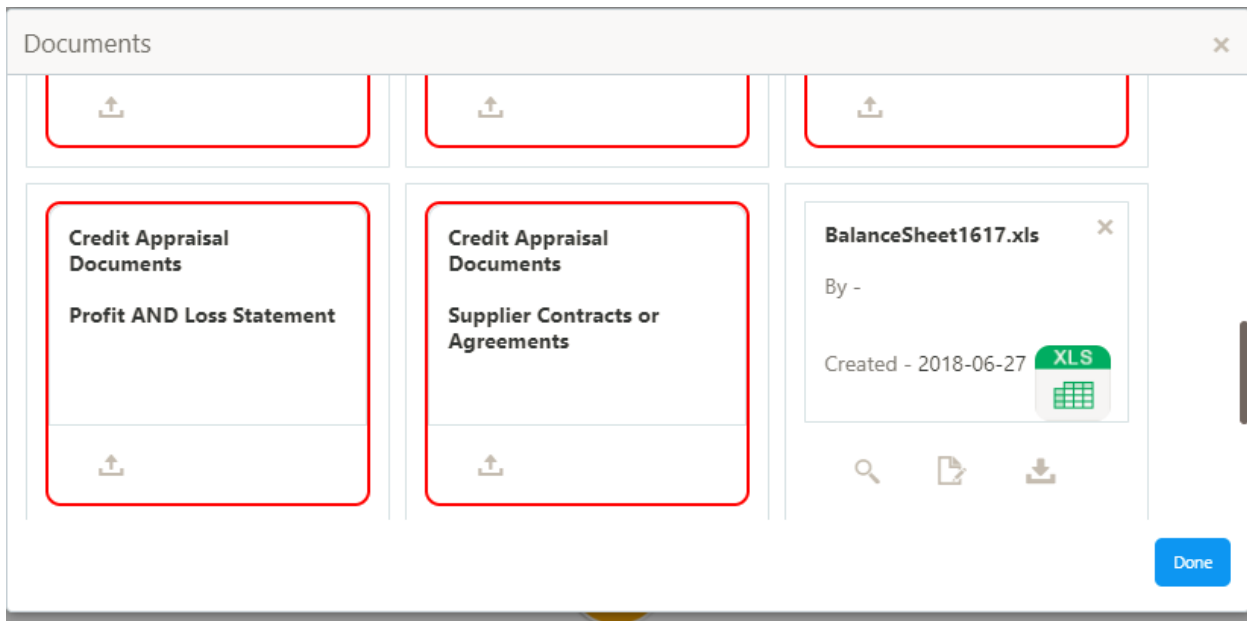 Documents
Credit Appraisal
Documents
Profit AND Loss Statement
Credit Appraisal
Documents
Supplier Contracts or
Agreements
BalanceSheet1617.xls
By -
Created - 2018-06-27
XLS
Done